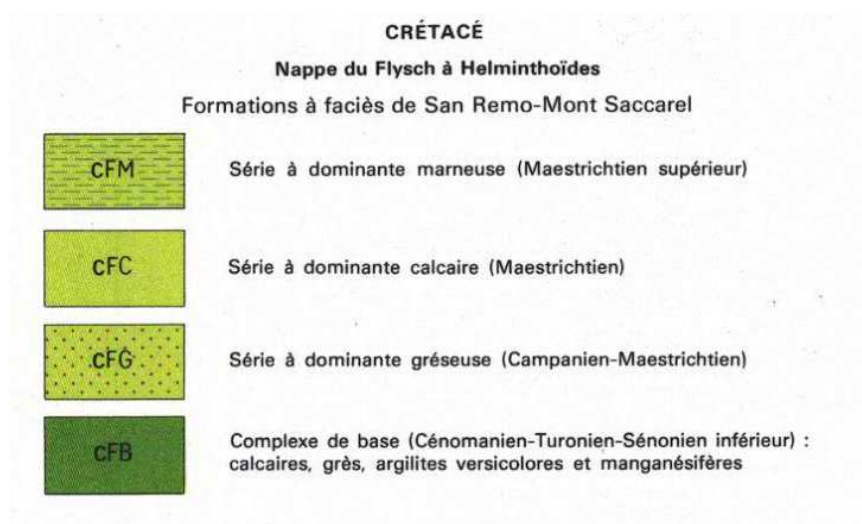 CRÉTACÉ
Nappe du Flysch à Helminthoïdes
Formations à faciès de San Remo-Mont Saccarel
cFM
Série à dominante marneuse (Maestrichtien supérieur)
cFC
Série à dominante calcaire (Maestrichtien)
cFG
Série à dominante gréseuse (Campanien-Maestrichtien)
cFB
Complexe de base (Cénomanien-Turonien-Sénonien inférieur) :
calcaires, grès, argilites versicolores et manganésifères